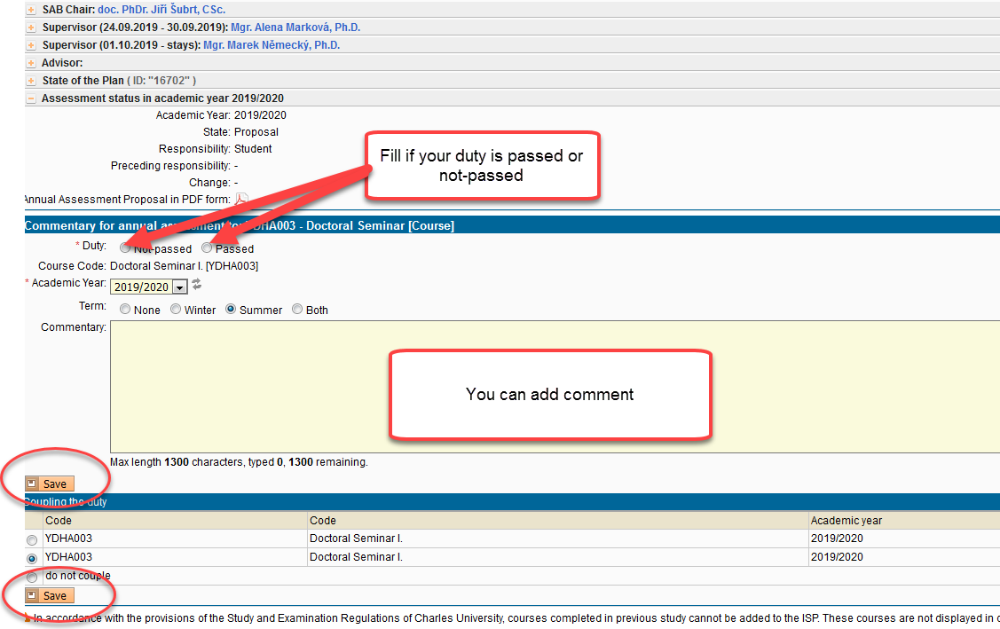 SAB Chair: doc. PhDr. Jiří Šubrt, CSc.
Supervisor (24.09.2019 - 30.09.2019): Mgr. Alena Marková, Ph.D.
Supervisor (01.10.2019 - stays): Mgr. Marek Německý, Ph.D.
Advisor:
State of the Plan ( ID: "16702" )
Assessment status in academic year 2019/2020
Academic Year: 2019/2020
State: Proposal
Responsibility: Student
Preceding responsibility: -
Change: -
Annual Assessment Proposal in PDF form:
Fill if your duty is passed or
not-passed
Commentary for annual assessment to YDHA003 - Doctoral Seminar [Course]
* Duty: Not-passed Passed
Course Code: Doctoral Seminar I. [YDHA003]
* Academic Year: 2019/2020
Term: None Winter Summer Both
Commentary:
You can add comment
Max length 1300 characters, typed 0, 1300 remaining.
Save
Coupling the duty
Code Code Academic year
YDHA003 Doctoral Seminar I. 2019/2020
YDHA003 Doctoral Seminar I. 2019/2020
do not couple
Save
In accordance with the provisions of the Study and Examination Regulations of Charles University, courses completed in previous study cannot be added to the ISP. These courses are not displayed in